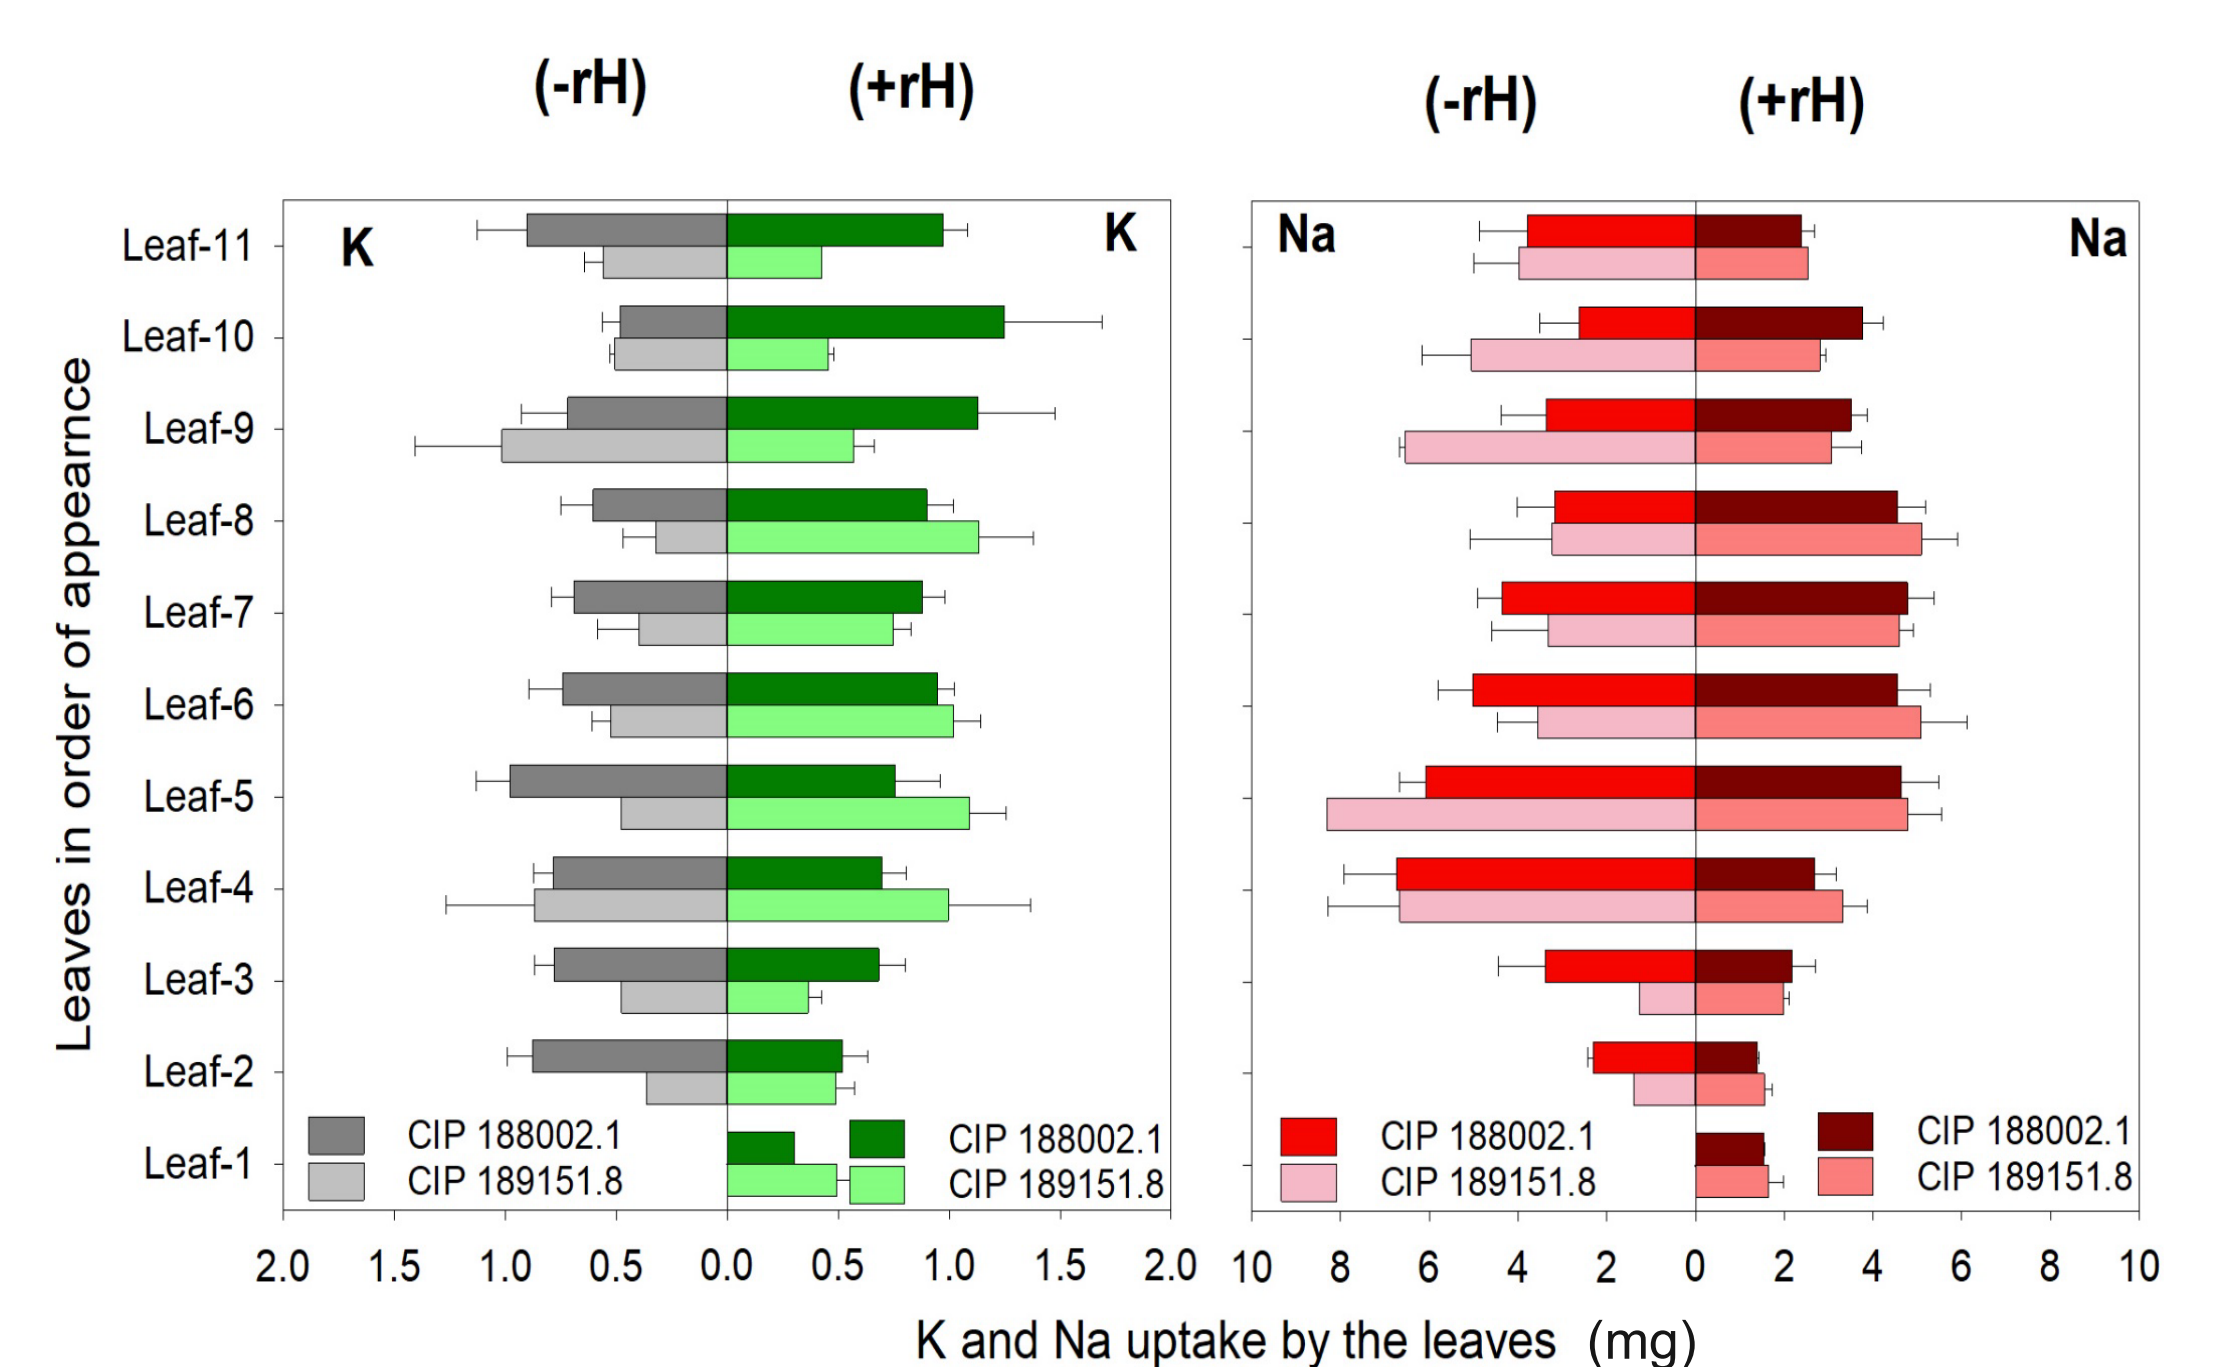 (-rH) (+rH) (-rH) (+rH)
K K Na Na
Leaves in order of appearnce
Leaf-11
Leaf-10
Leaf-9
Leaf-8
Leaf-7
Leaf-6
Leaf-5
Leaf-4
Leaf-3
Leaf-2
Leaf-1
CIP 188002.1
CIP 189151.8
CIP 188002.1
CIP 189151.8
CIP 188002.1
CIP 189151.8
CIP 188002.1
CIP 189151.8
2.0 1.5 1.0 0.5 0.0 0.5 1.0 1.5 2.0
10 8 6 4 2 0 2 4 6 8 10
K and Na uptake by the leaves (mg)